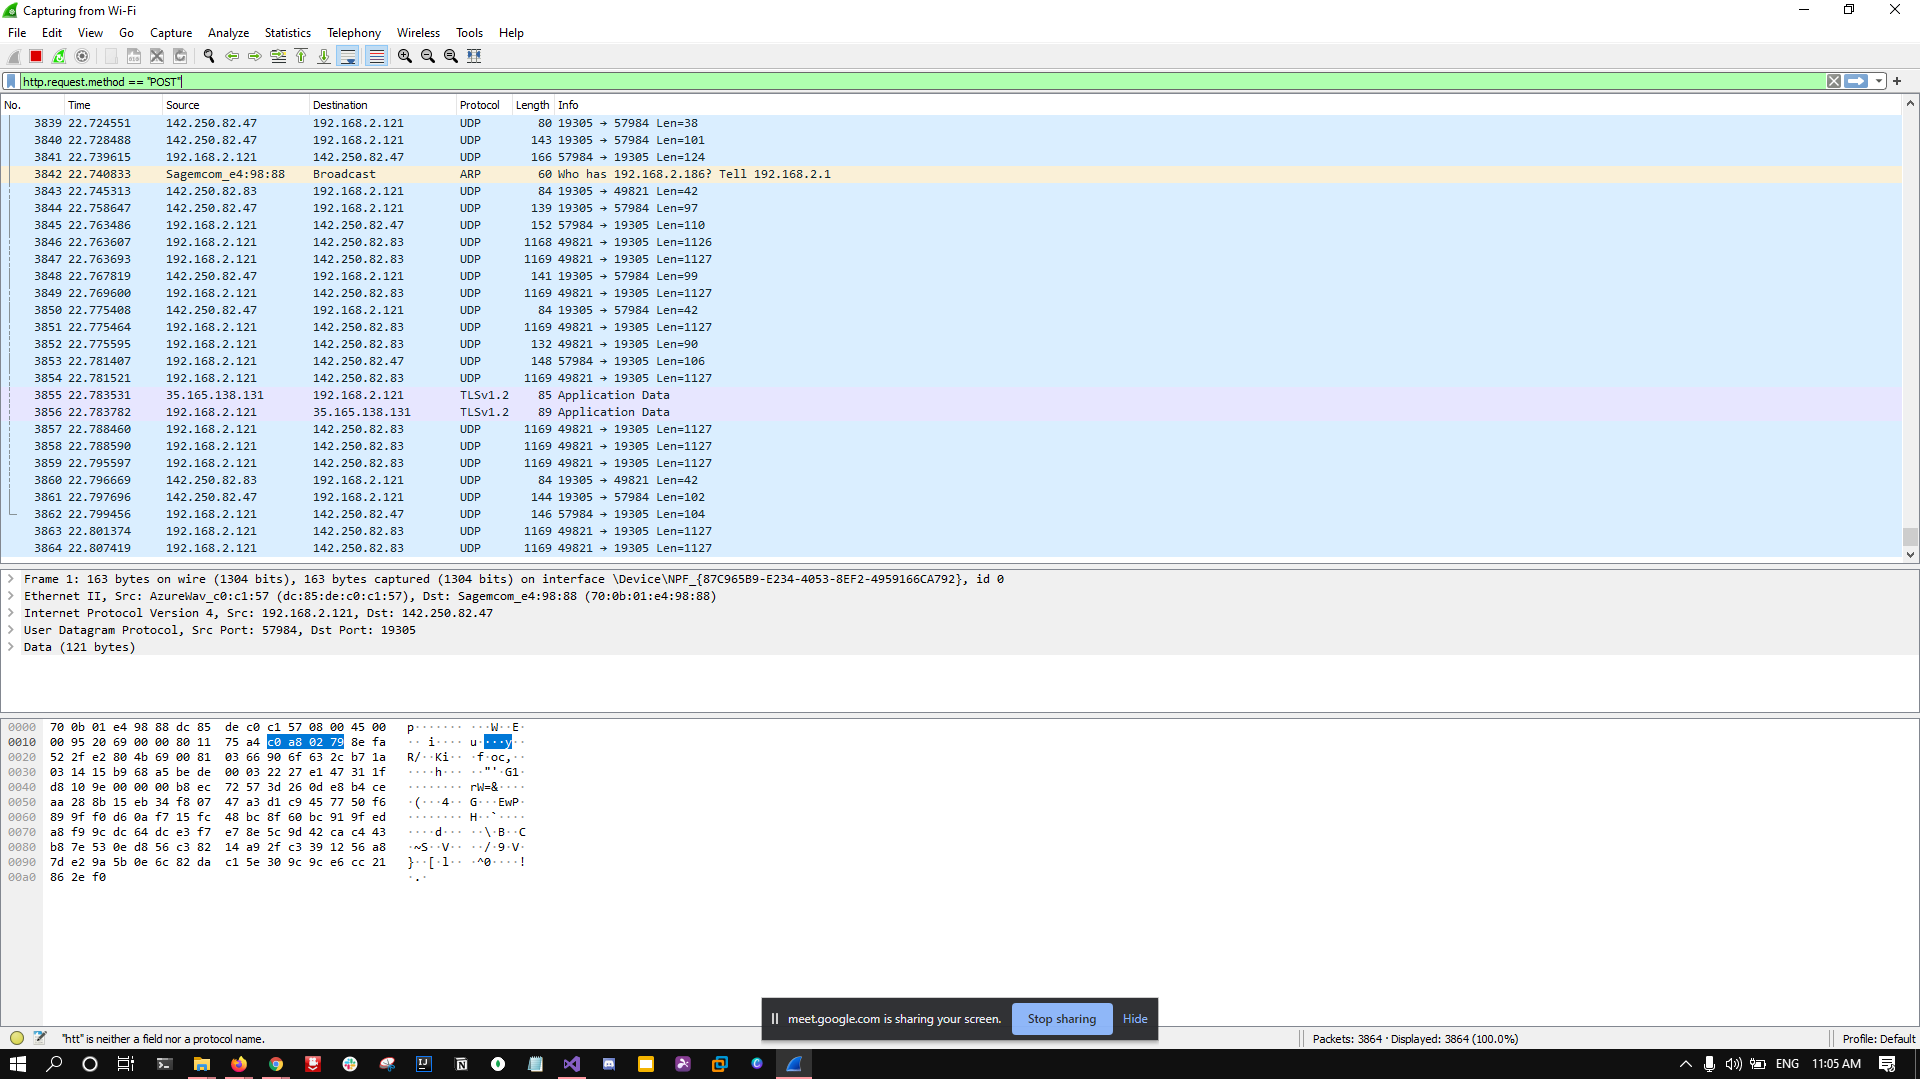 Capturing from Wi-Fi
File Edit View Go Capture Analyze Statistics Telephony Wireless Tools Help
http.request.method == "POST"
No. Time Source Destination Protocol Length Info
3839 22.724551 142.250.82.47 192.168.2.121 UDP 80 19305 → 57984 Len=38
3840 22.728488 142.250.82.47 192.168.2.121 UDP 143 19305 → 57984 Len=101
3841 22.739615 192.168.2.121 142.250.82.47 UDP 166 57984 → 19305 Len=124
3842 22.740833 Sagemcom_e4:98:88 Broadcast ARP 60 Who has 192.168.2.186? Tell 192.168.2.1
3843 22.745313 142.250.82.83 192.168.2.121 UDP 84 19305 → 49821 Len=42
3844 22.758647 142.250.82.47 192.168.2.121 UDP 139 19305 → 57984 Len=97
3845 22.763486 192.168.2.121 142.250.82.47 UDP 152 57984 → 19305 Len=110
3846 22.763607 192.168.2.121 142.250.82.83 UDP 1168 49821 → 19305 Len=1126
3847 22.763693 192.168.2.121 142.250.82.83 UDP 1169 49821 → 19305 Len=1127
3848 22.767819 142.250.82.47 192.168.2.121 UDP 141 19305 → 57984 Len=99
3849 22.769600 192.168.2.121 142.250.82.83 UDP 1169 49821 → 19305 Len=1127
3850 22.775408 142.250.82.47 192.168.2.121 UDP 84 19305 → 57984 Len=42
3851 22.775464 192.168.2.121 142.250.82.83 UDP 1169 49821 → 19305 Len=1127
3852 22.775595 192.168.2.121 142.250.82.83 UDP 132 49821 → 19305 Len=90
3853 22.781407 192.168.2.121 142.250.82.47 UDP 148 57984 → 19305 Len=106
3854 22.781521 192.168.2.121 142.250.82.83 UDP 1169 49821 → 19305 Len=1127
3855 22.783531 35.165.138.131 192.168.2.121 TLSv1.2 85 Application Data
3856 22.783782 192.168.2.121 35.165.138.131 TLSv1.2 89 Application Data
3857 22.788460 192.168.2.121 142.250.82.83 UDP 1169 49821 → 19305 Len=1127
3858 22.788590 192.168.2.121 142.250.82.83 UDP 1169 49821 → 19305 Len=1127
3859 22.795597 192.168.2.121 142.250.82.83 UDP 1169 49821 → 19305 Len=1127
3860 22.796669 142.250.82.83 192.168.2.121 UDP 84 19305 → 49821 Len=42
3861 22.797696 142.250.82.47 192.168.2.121 UDP 144 19305 → 57984 Len=102
3862 22.799456 192.168.2.121 142.250.82.47 UDP 146 57984 → 19305 Len=104
3863 22.801374 192.168.2.121 142.250.82.83 UDP 1169 49821 → 19305 Len=1127
3864 22.807419 192.168.2.121 142.250.82.83 UDP 1169 49821 → 19305 Len=1127
Frame 1: 163 bytes on wire (1304 bits), 163 bytes captured (1304 bits) on interface \Device\NPF_{87C965B9-E234-4053-8EF2-4959166CA792}, id 0
Ethernet II, Src: AzureWav_c0:c1:57 (dc:85:de:c0:c1:57), Dst: Sagemcom_e4:98:88 (70:0b:01:e4:98:88)
Internet Protocol Version 4, Src: 192.168.2.121, Dst: 142.250.82.47
User Datagram Protocol, Src Port: 57984, Dst Port: 19305
Data (121 bytes)
0000 70 0b 01 e4 98 88 dc 85 de c0 c1 57 08 00 45 00 p······· ···W··E·
0010 00 95 20 69 00 00 80 11 75 a4 c0 a8 02 79 8e fa ·· i···· u····y··
0020 52 2f e2 80 4b 69 00 81 03 66 90 6f 63 2c b7 1a R/··Ki·· ·f·oc,··
0030 03 14 15 b9 68 a5 be de 00 03 22 27 e1 47 31 1f ····h··· ··"'·G1·
0040 d8 10 9e 00 00 00 b8 ec 72 57 3d 26 0d e8 b4 ce ········ rW=&····
0050 aa 28 8b 15 eb 34 f8 07 47 a3 d1 c9 45 77 50 f6 ·(···4·· G···EwP·
0060 89 9f f0 d6 0a f7 15 fc 48 bc 8f 60 bc 91 9f ed ········ H··`····
0070 a8 f9 9c dc 64 dc e3 f7 e7 8e 5c 9d 42 ca c4 43 ····d··· ··\·B··C
0080 b8 7e 53 0e d8 56 c3 82 14 a9 2f c3 39 12 56 a8 ·~S··V·· ··/·9·V·
0090 7d e2 9a 5b 0e 6c 82 da c1 5e 30 9c 9c e6 cc 21 }··[·l·· ·^0····!
00a0 86 2e f0 ·.·
meet.google.com is sharing your screen. Stop sharing Hide
"htt" is neither a field nor a protocol name. Packets: 3864 · Displayed: 3864 (100.0%) Profile: Default
ENG 11:05 AM